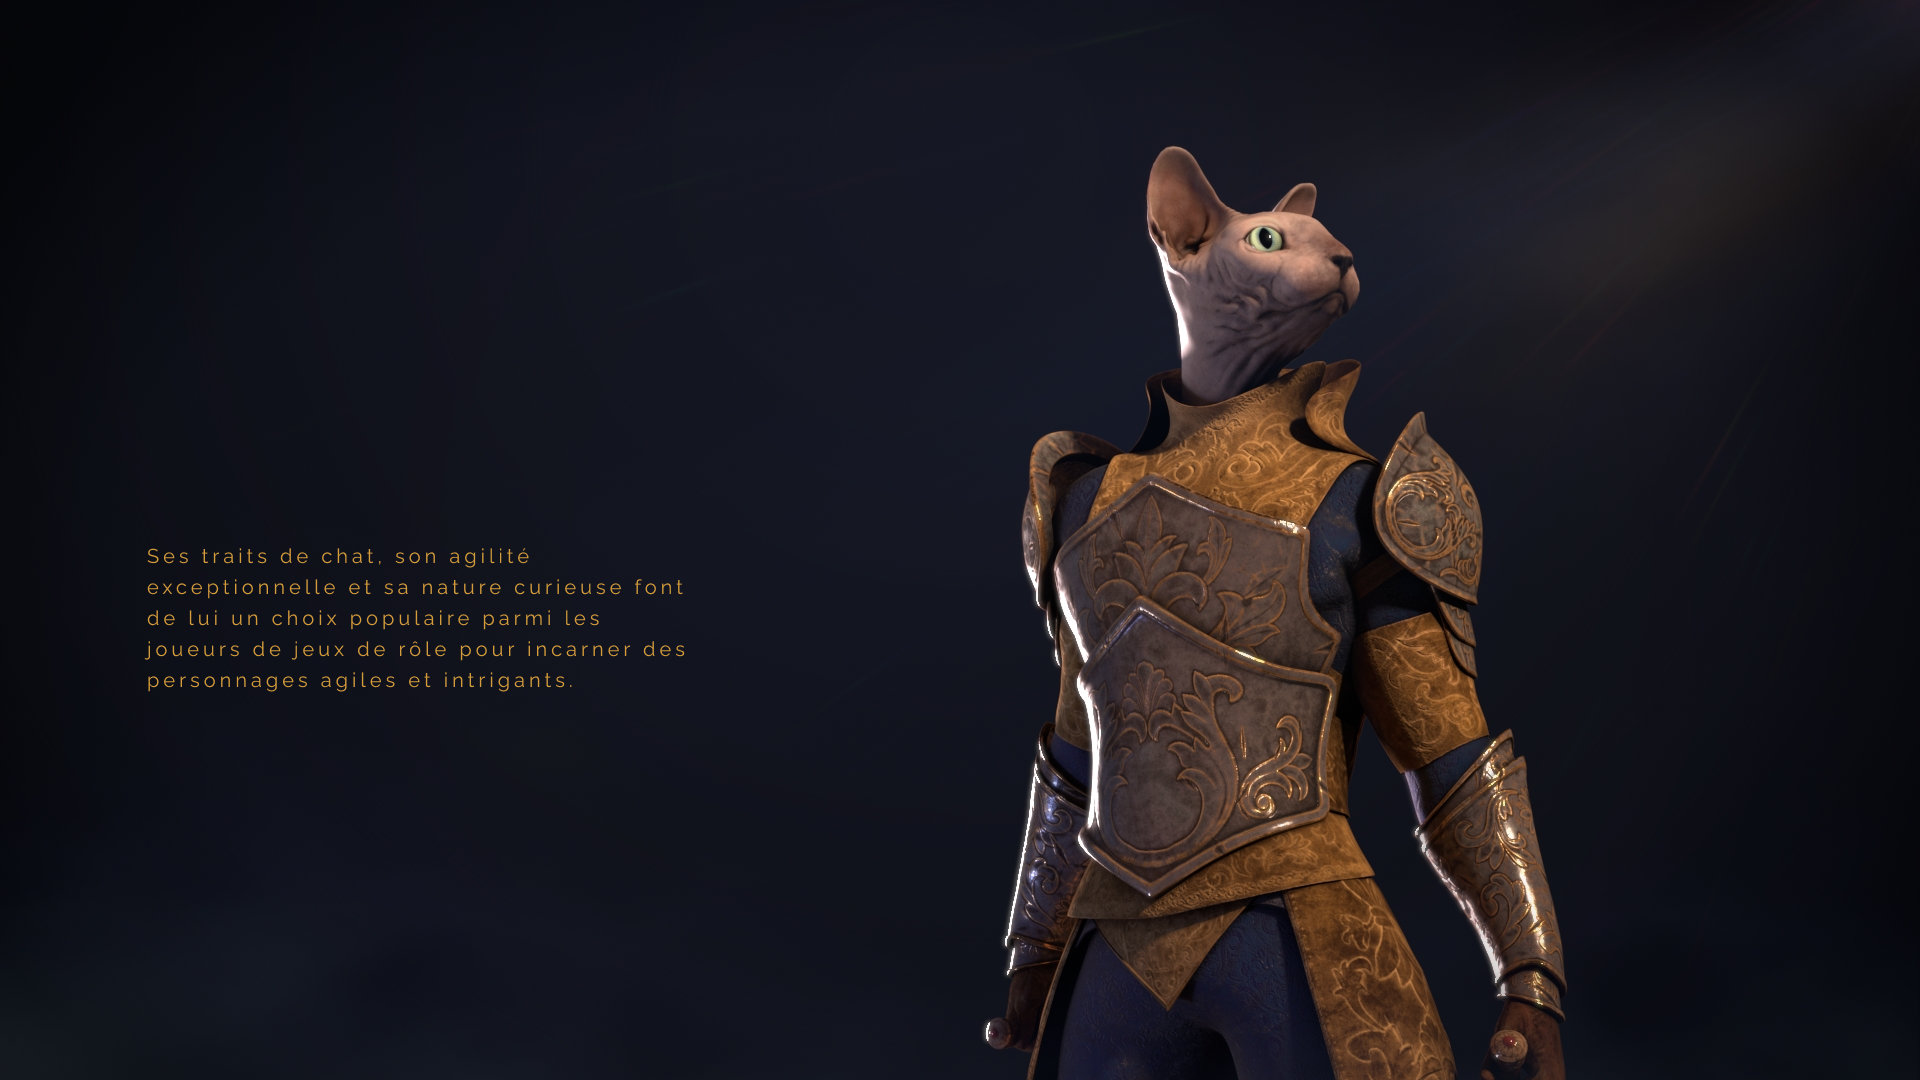 Ses traits de chat, son agilité
exceptionnelle et sa nature curieuse font
de lui un choix populaire parmi les
joueurs de jeux de rôle pour incarner des
personnages agiles et intrigants.